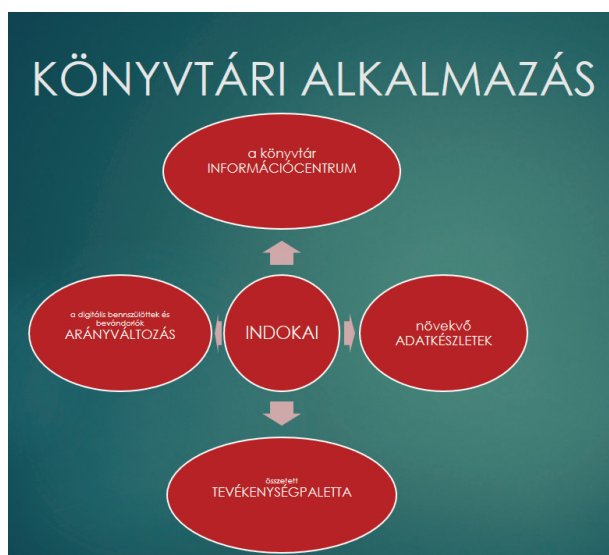 KÖNYVTÁRI ALKALMAZÁS
a könyvtár
INFORMÁCIÓCENTRUM
a digitális bennszülöttek és
bevándorlók
ARÁNYVÁLTOZÁS
INDOKAI
növekvő
ADATKÉSZLETEK
összetett
TEVÉKENYSÉGPALETTA